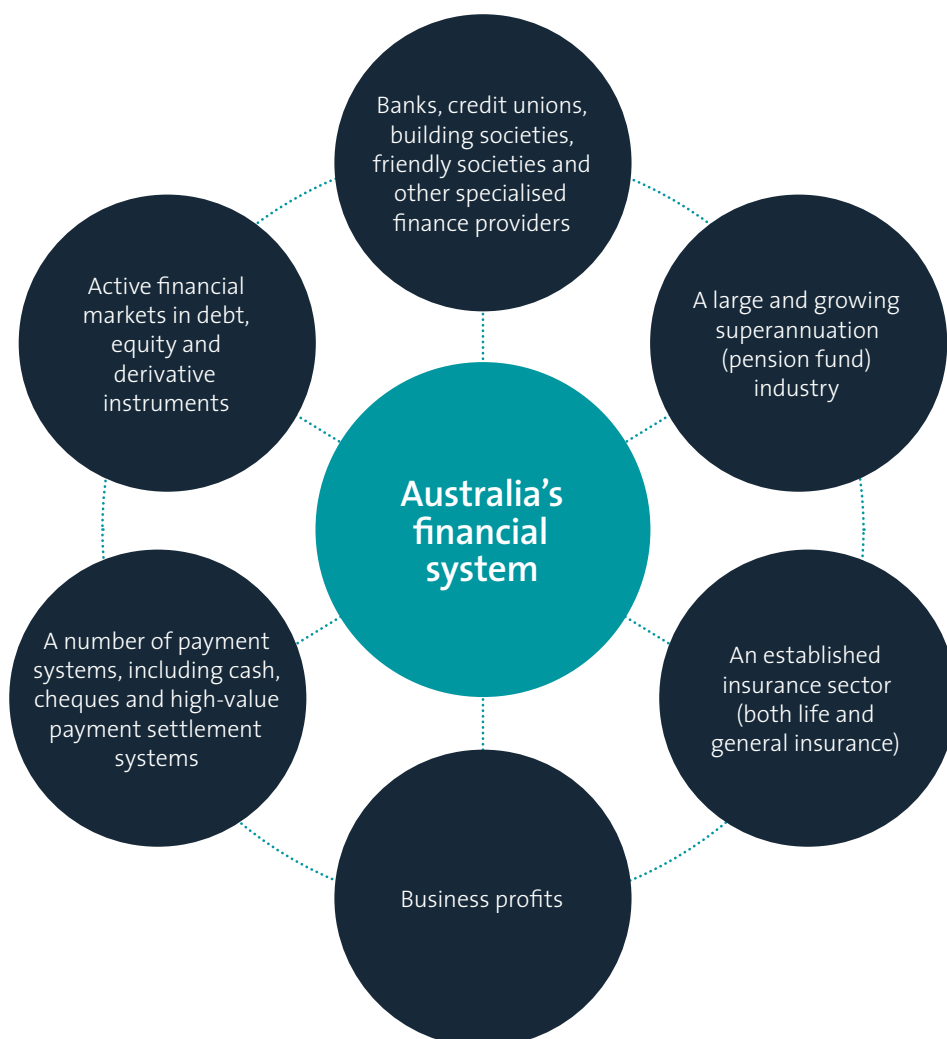 Banks, credit unions,
building societies,
friendly societies and
other specialised
finance providers
A large and growing
superannuation
(pension fund)
industry
An established
insurance sector
(both life and
general insurance)
Business profits
A number of payment
systems, including cash,
cheques and high-value
payment settlement
systems
Active financial
markets in debt,
equity and
derivative
instruments
Australia’s
financial
system